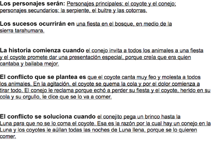 Los personajes serán: Personajes principales: el coyote y el conejo;
personajes secundarios: la serpiente, el buitre y las cotorras.
Los sucesos ocurrirán en una fiesta en el bosque, en medio de la
sierra tarahumara.
La historia comienza cuando el conejo invita a todos los animales a una fiesta
y el coyote promete dar una presentación especial, porque creía que era quien
cantaba y bailaba mejor.
El conflicto que se plantea es que el coyote canta muy feo y molesta a todos
los animales. En la agitación, el coyote se quema la cola y por el dolor comienza a
tirar todo. El conejo le reclama porque echó a perder su fiesta y el coyote, herido en su
cola y su orgullo, le dice que se lo va a comer.
El conflicto se soluciona cuando el conejo pega un brinco hasta la
Luna para que no se lo coma el coyote. Esa es la razón por la cual hay un conejo en la
Luna y los coyotes le aúllan todas las noches de Luna llena, porque se lo quieren
comer.